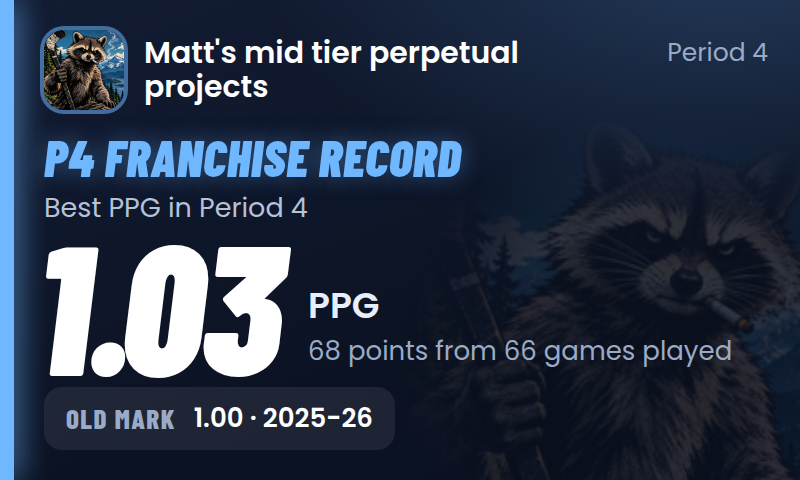 Matt's mid tier perpetual
projects
Period 4
P4 FRANCHISE RECORD
Best PPG in Period 4
1.03
PPG
68 points from 66 games played
OLD MARK 1.00 · 2025-26